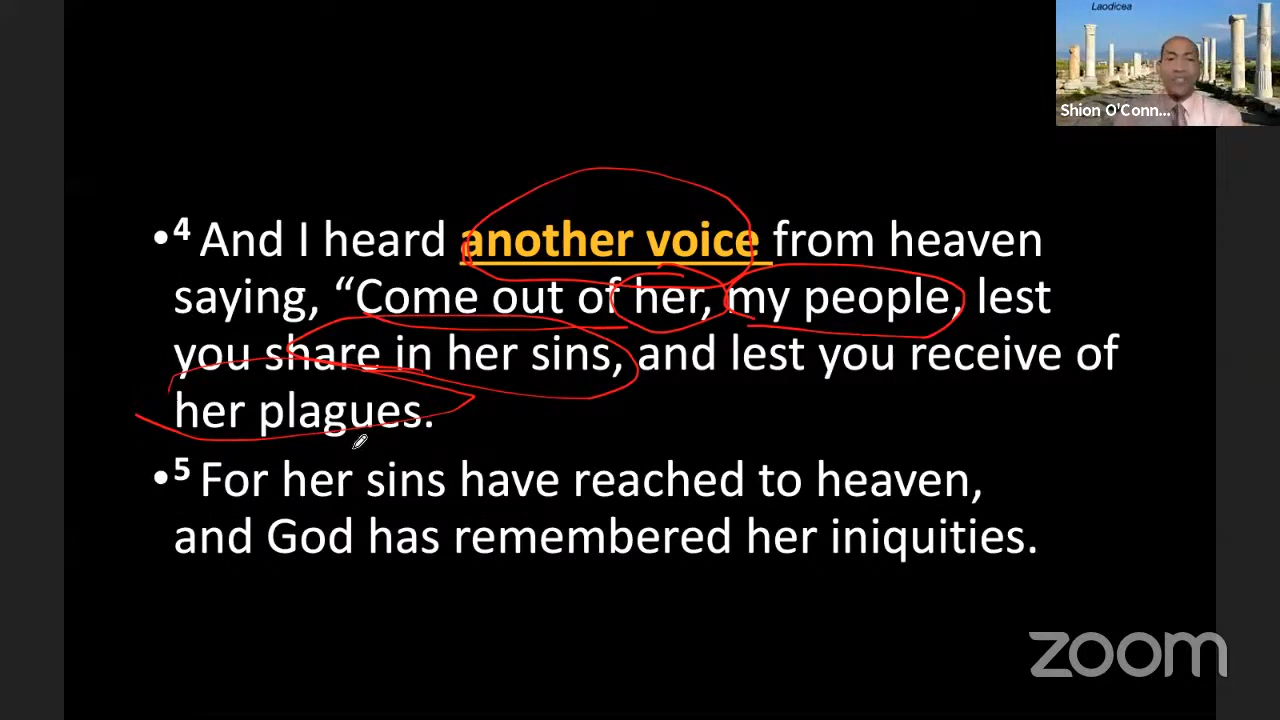 Laodicea
Shion O'Conn...
•4 And I heard another voice from heaven
saying, “Come out of her, my people, lest
you share in her sins, and lest you receive of
her plagues.
•5 For her sins have reached to heaven,
and God has remembered her iniquities.
zoom